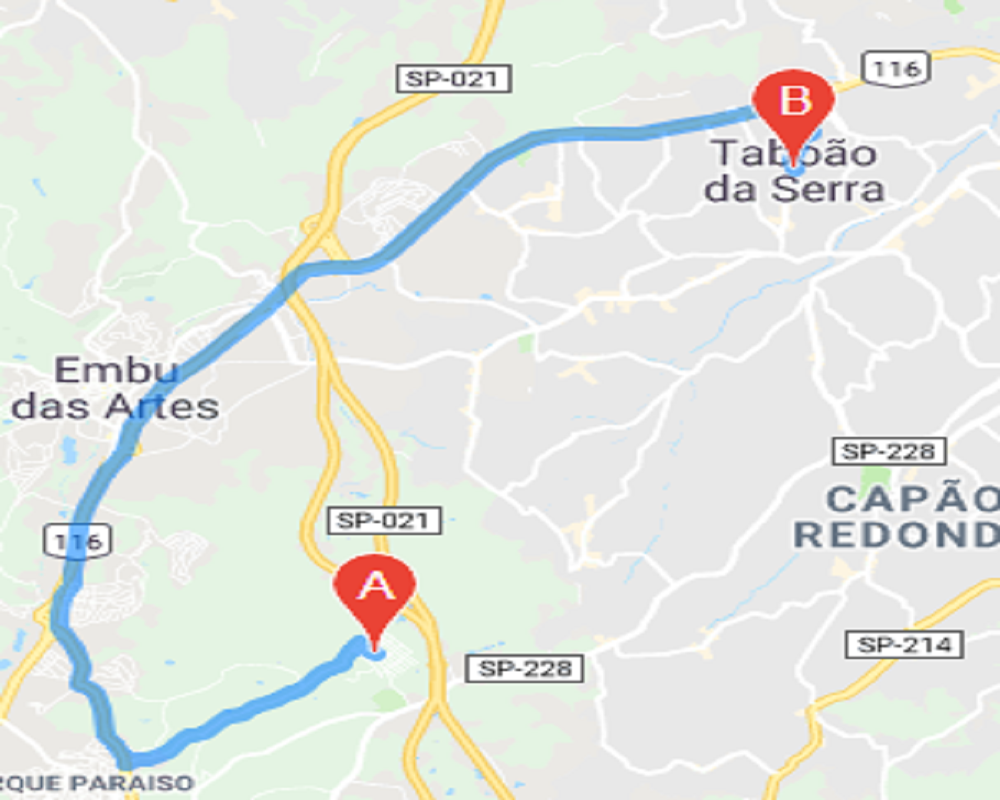 116
SP-021
B
Taboão
da Serra
Embu
das Artes
SP-228
CAPÃO
REDOND
SP-021
116
A
SP-214
SP-228
RQUE PARAISO